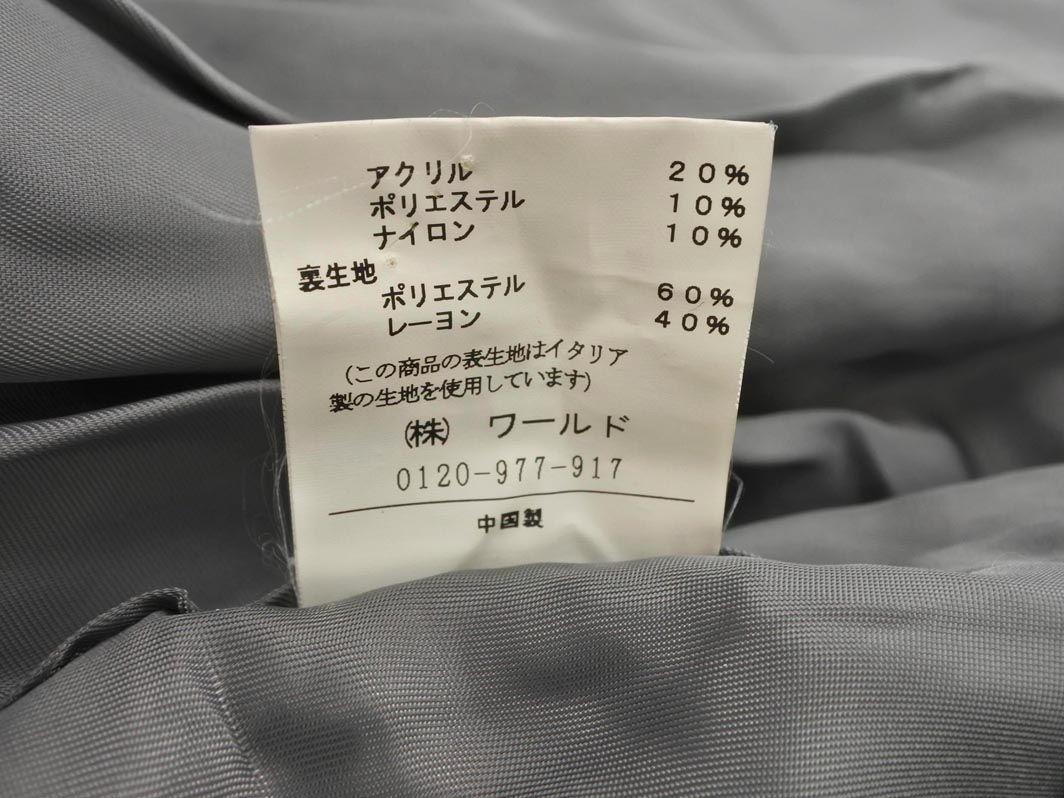 アクリル ２０％
ポリエステル １０％
ナイロン １０％
裏生地
ポリエステル ６０％
レーヨン ４０％
(この商品の表生地はイタリア
製の生地を使用しています)
(株) ワールド
0120-977-917
中国製